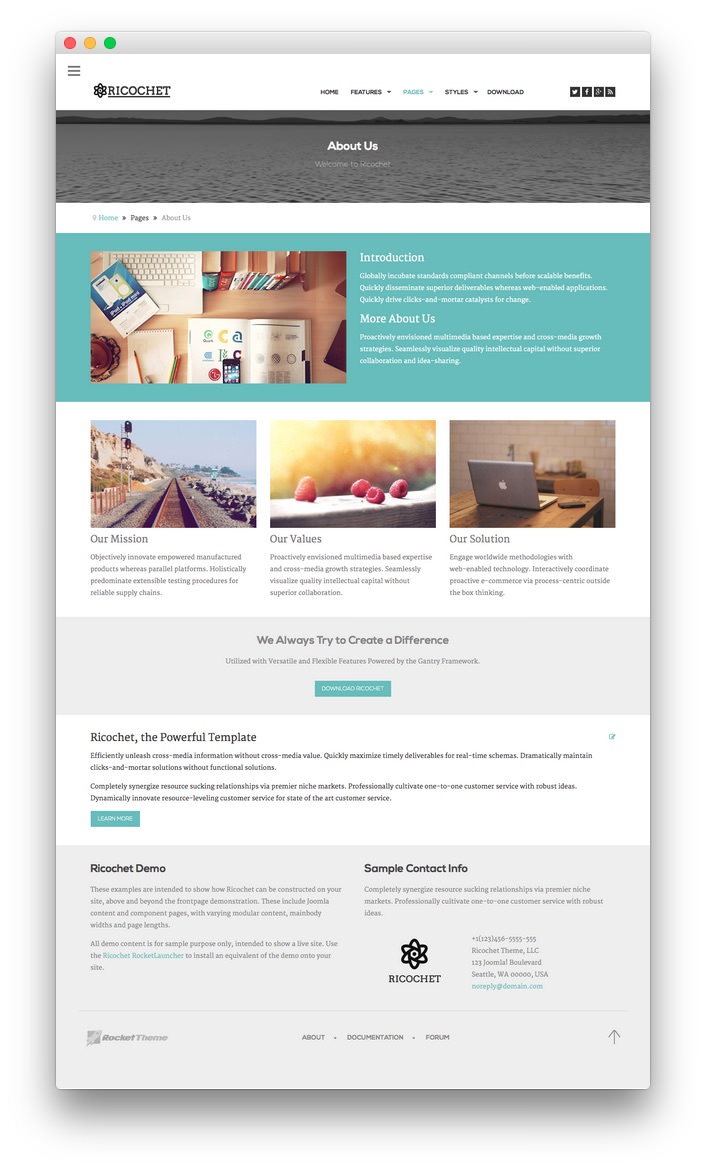 RICOCHET
HOME FEATURES PAGES STYLES DOWNLOAD
About Us
Welcome to Ricochet
Home » Pages » About Us
Introduction
Globally incubate standards compliant channels before scalable benefits.
Quickly disseminate superior deliverables whereas web-enabled applications.
Quickly drive clicks-and-mortar catalysts for change.
More About Us
Proactively envisioned multimedia based expertise and cross-media growth
strategies. Seamlessly visualize quality intellectual capital without superior
collaboration and idea-sharing.
Our Mission
Objectively innovate empowered manufactured
products whereas parallel platforms. Holistically
predominate extensible testing procedures for
reliable supply chains.
Our Values
Proactively envisioned multimedia based expertise
and cross-media growth strategies. Seamlessly
visualize quality intellectual capital without
superior collaboration.
Our Solution
Engage worldwide methodologies with
web-enabled technology. Interactively coordinate
proactive e-commerce via process-centric outside
the box thinking.
We Always Try to Create a Difference
Utilized with Versatile and Flexible Features Powered by the Gantry Framework.
DOWNLOAD RICOCHET
Ricochet, the Powerful Template
Efficiently unleash cross-media information without cross-media value. Quickly maximize timely deliverables for real-time schemas. Dramatically maintain
clicks-and-mortar solutions without functional solutions.
Completely synergize resource sucking relationships via premier niche markets. Professionally cultivate one-to-one customer service with robust ideas.
Dynamically innovate resource-leveling customer service for state of the art customer service.
LEARN MORE
Ricochet Demo
These examples are intended to show how Ricochet can be constructed on your
site, above and beyond the frontpage demonstration. These include Joomla
content and component pages, with varying modular content, mainbody
widths and page lengths.
All demo content is for sample purpose only, intended to show a live site. Use
the Ricochet RocketLauncher to install an equivalent of the demo onto your
site.
Sample Contact Info
Completely synergize resource sucking relationships via premier niche
markets. Professionally cultivate one-to-one customer service with robust
ideas.
RICOCHET
+1(123)456-5555-555
Ricochet Theme, LLC
123 Joomla! Boulevard
Seattle, WA 00000, USA
noreply@domain.com
RocketTheme
ABOUT • DOCUMENTATION • FORUM